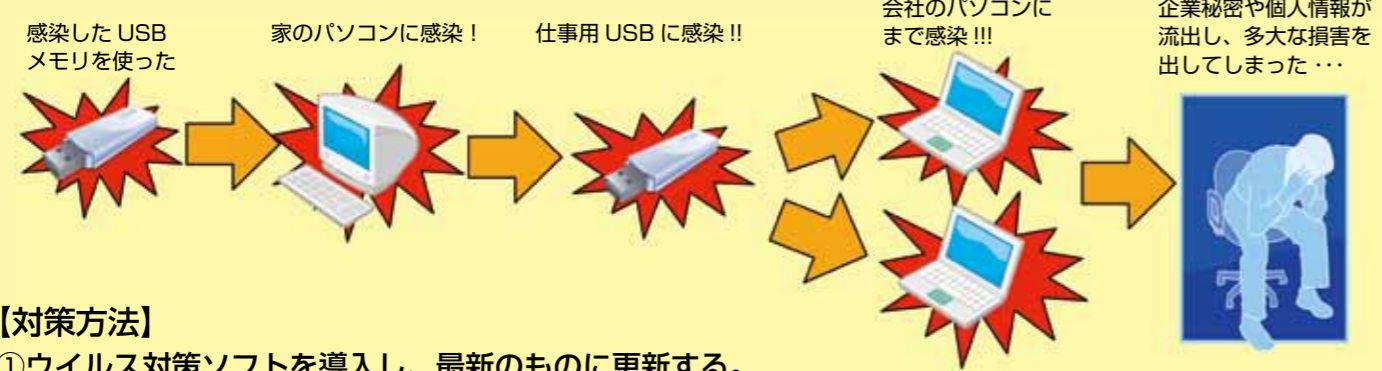 感染した USB
メモリを使った
家のパソコンに感染！
仕事用 USB に感染 !!
会社のパソコンに
まで感染 !!!
企業秘密や個人情報が
流出し、多大な損害を
出してしまった ･･･
【対策方法】
①ウイルス対策ソフトを導入し、最新のものに更新する。